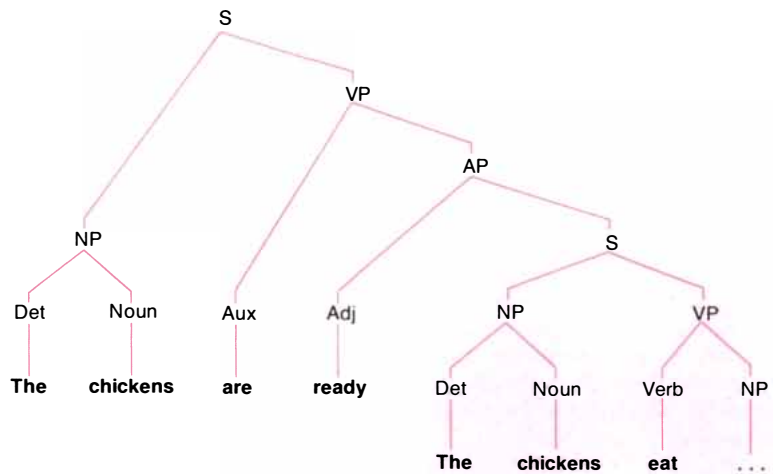 S
VP
AP
NP S
Det Noun Aux Adj NP VP
The chickens are ready Det Noun Verb NP
The chickens eat ...